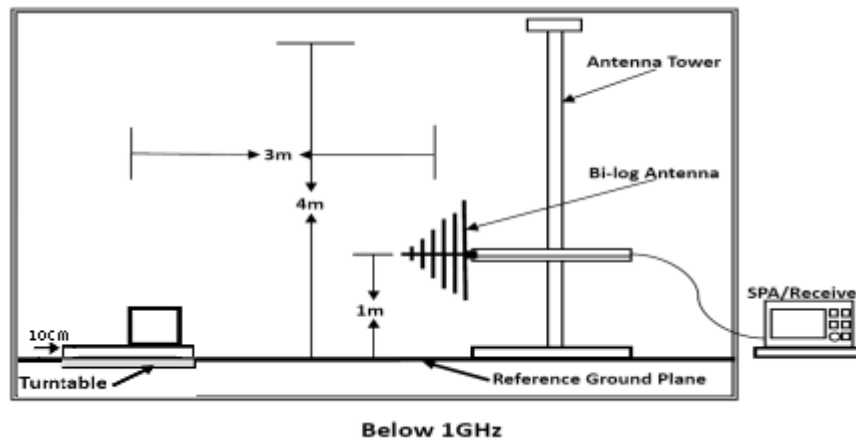 Antenna Tower
3m
Bi-log Antenna
4m
1m
SPA/Receive
10cm
Turntable
Reference Ground Plane
Below 1GHz